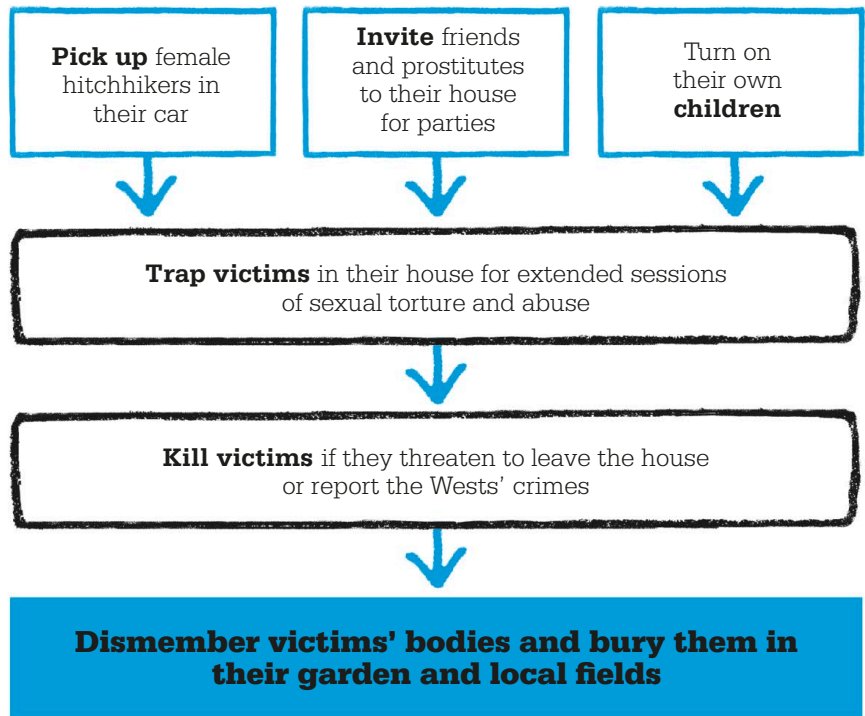 Pick up female
hitchhikers in
their car
Invite friends
and prostitutes
to their house
for parties
Turn on
their own
children
Trap victims in their house for extended sessions
of sexual torture and abuse
Kill victims if they threaten to leave the house
or report the Wests’ crimes
Dismember victims’ bodies and bury them in
their garden and local fields